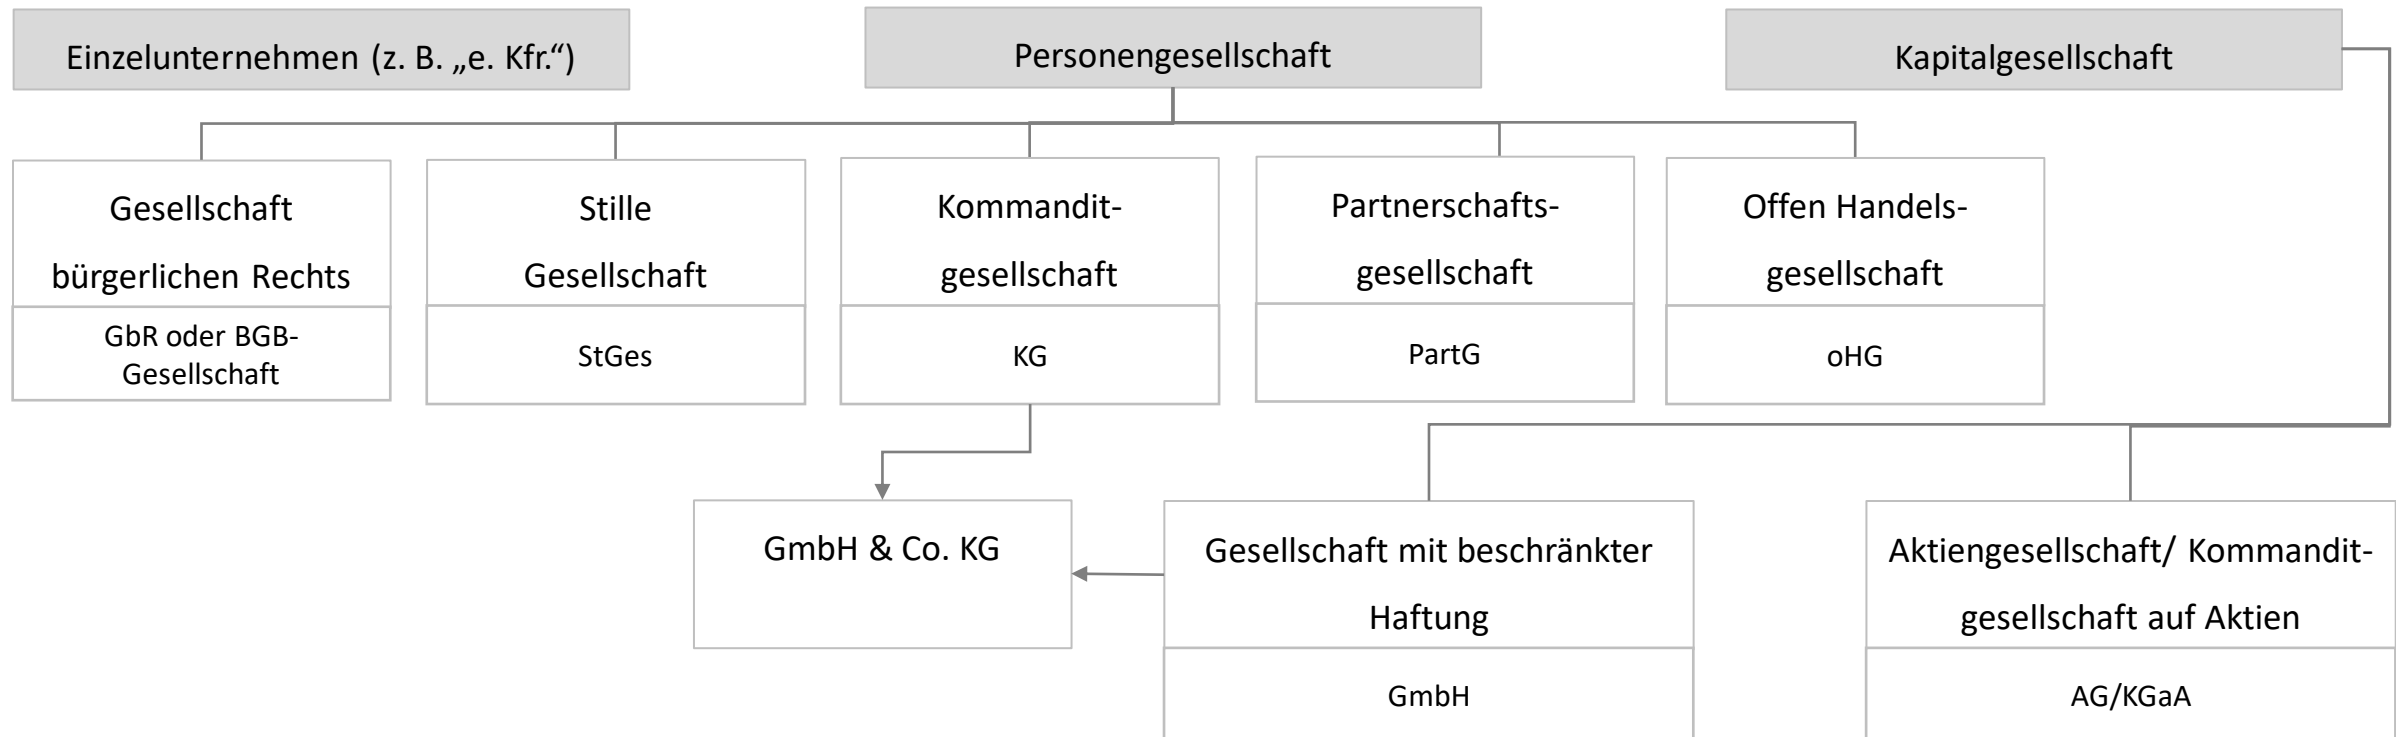 Einzelunternehmen (z. B. „e. Kfr.“)
Personengesellschaft
Kapitalgesellschaft
Gesellschaft
bürgerlichen Rechts
GbR oder BGB-
Gesellschaft
Stille
Gesellschaft
StGes
Kommandit-
gesellschaft
KG
Partnerschafts-
gesellschaft
PartG
Offen Handels-
gesellschaft
oHG
GmbH & Co. KG
Gesellschaft mit beschränkter
Haftung
GmbH
Aktiengesellschaft/ Kommandit-
gesellschaft auf Aktien
AG/KGaA